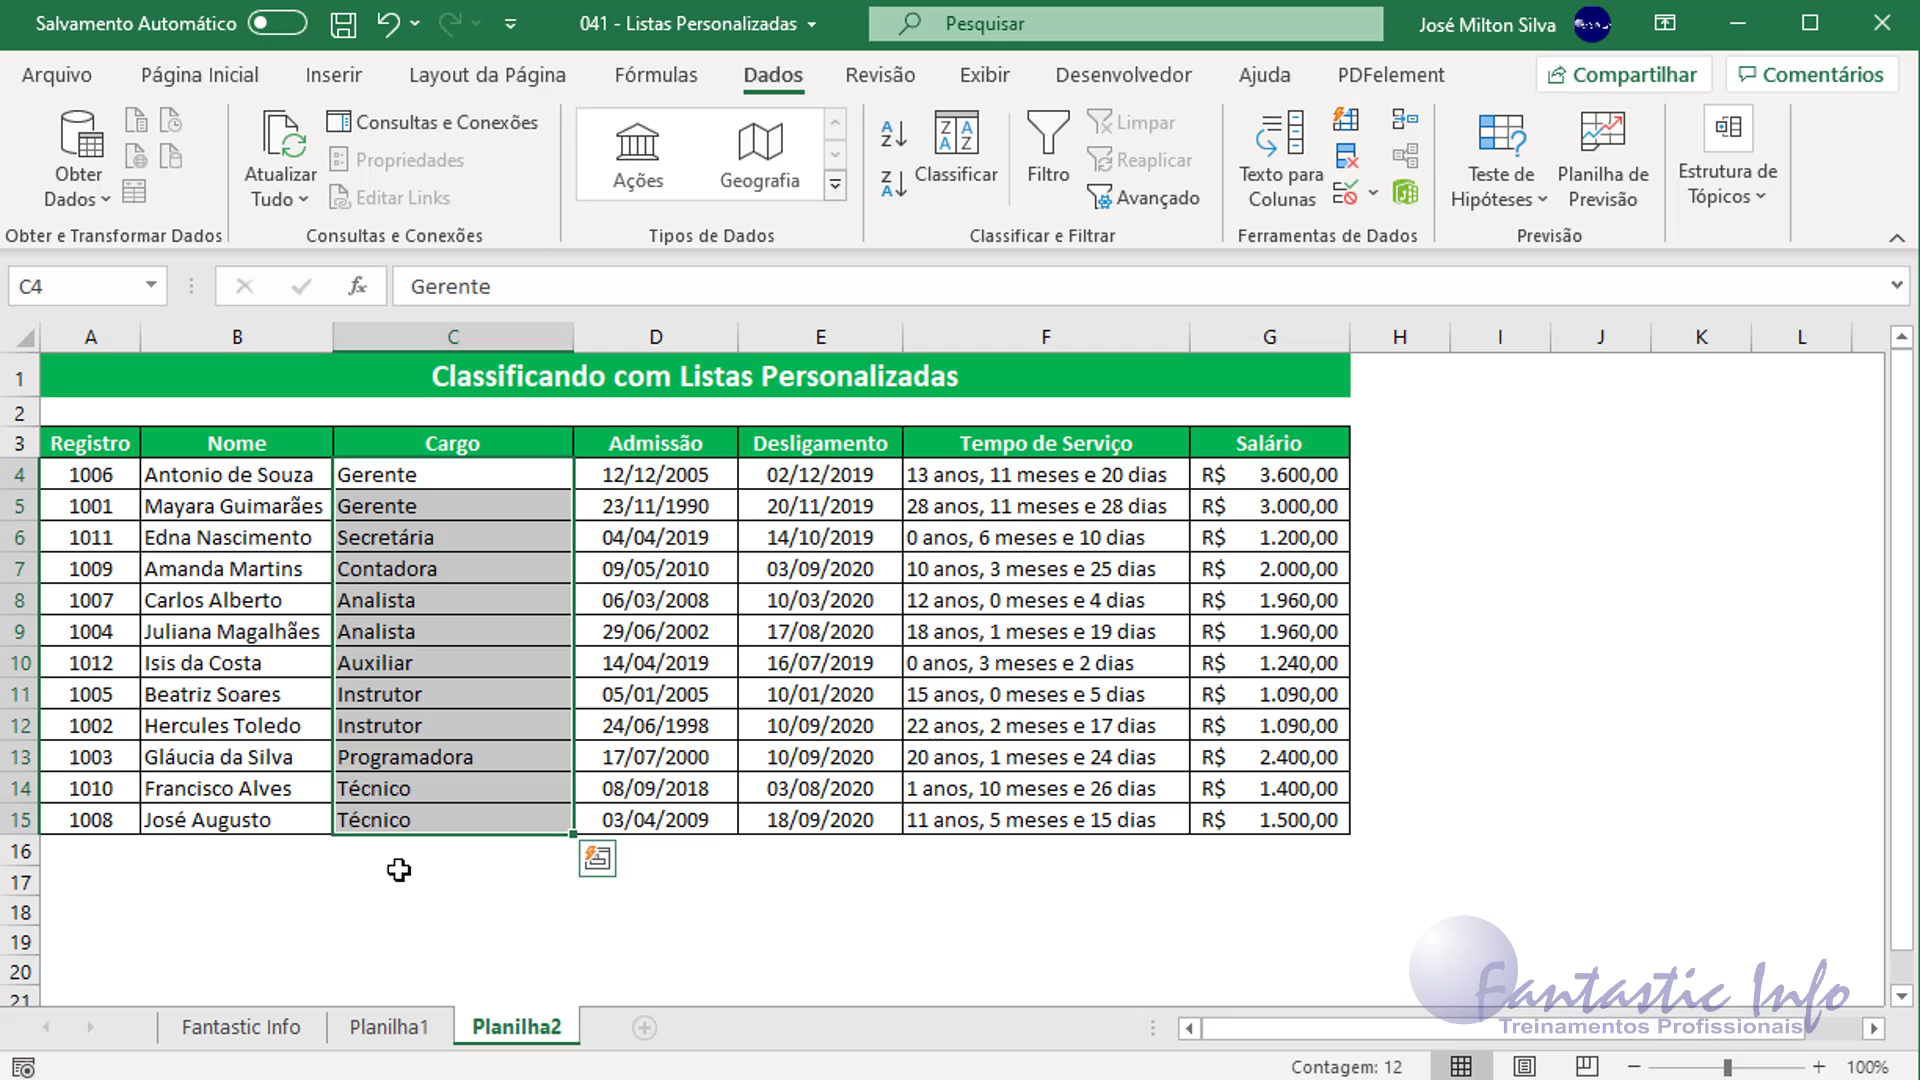 Salvamento Automático
041 - Listas Personalizadas
Pesquisar
José Milton Silva
Arquivo Página Inicial Inserir Layout da Página Fórmulas Dados Revisão Exibir Desenvolvedor Ajuda PDFelement Compartilhar Comentários
Obter Dados
Atualizar Tudo
Consultas e Conexões
Propriedades
Editar Links
Ações
Geografia
Classificar
Filtro
Limpar
Reaplicar
Avançado
Texto para Colunas
Teste de Hipóteses
Planilha de Previsão
Estrutura de Tópicos
Obter e Transformar Dados Consultas e Conexões Tipos de Dados Classificar e Filtrar Ferramentas de Dados Previsão
C4 fx Gerente
A B C D E F G H I J K L
1 Classificando com Listas Personalizadas
2
3 Registro Nome Cargo Admissão Desligamento Tempo de Serviço Salário
4 1006 Antonio de Souza Gerente 12/12/2005 02/12/2019 13 anos, 11 meses e 20 dias R$ 3.600,00
5 1001 Mayara Guimarães Gerente 23/11/1990 20/11/2019 28 anos, 11 meses e 28 dias R$ 3.000,00
6 1011 Edna Nascimento Secretária 04/04/2019 14/10/2019 0 anos, 6 meses e 10 dias R$ 1.200,00
7 1009 Amanda Martins Contadora 09/05/2010 03/09/2020 10 anos, 3 meses e 25 dias R$ 2.000,00
8 1007 Carlos Alberto Analista 06/03/2008 10/03/2020 12 anos, 0 meses e 4 dias R$ 1.960,00
9 1004 Juliana Magalhães Analista 29/06/2002 17/08/2020 18 anos, 1 meses e 19 dias R$ 1.960,00
10 1012 Isis da Costa Auxiliar 14/04/2019 16/07/2019 0 anos, 3 meses e 2 dias R$ 1.240,00
11 1005 Beatriz Soares Instrutor 05/01/2005 10/01/2020 15 anos, 0 meses e 5 dias R$ 1.090,00
12 1002 Hercules Toledo Instrutor 24/06/1998 10/09/2020 22 anos, 2 meses e 17 dias R$ 1.090,00
13 1003 Gláucia da Silva Programadora 17/07/2000 10/09/2020 20 anos, 1 meses e 24 dias R$ 2.400,00
14 1010 Francisco Alves Técnico 08/09/2018 03/08/2020 1 anos, 10 meses e 26 dias R$ 1.400,00
15 1008 José Augusto Técnico 03/04/2009 18/09/2020 11 anos, 5 meses e 15 dias R$ 1.500,00
16
17
18
19
20
21
Fantastic Info
Treinamentos Profissionais
Fantastic Info Planilha1 Planilha2
Contagem: 12 100%